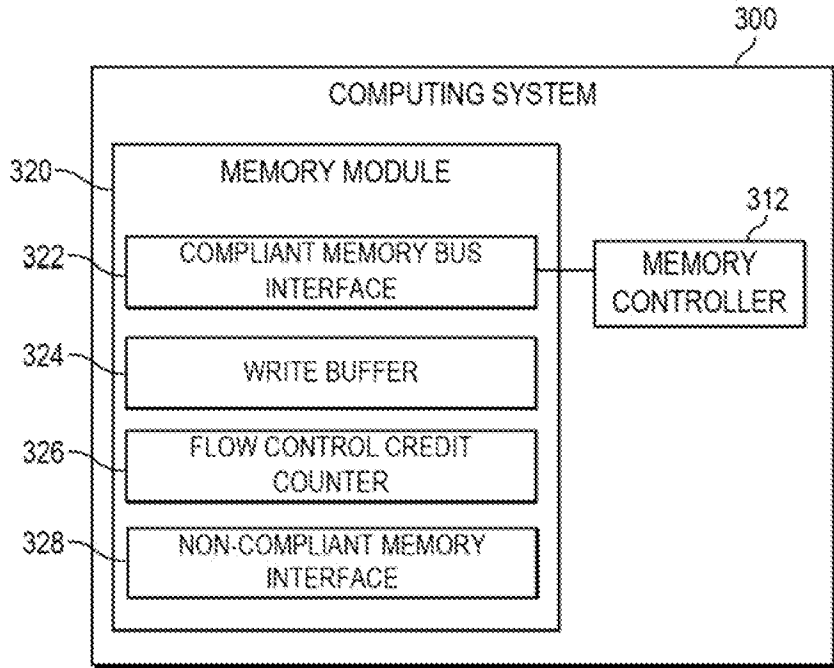 300
COMPUTING SYSTEM
320
MEMORY MODULE
312
322
COMPLIANT MEMORY BUS
INTERFACE
MEMORY
CONTROLLER
324
WRITE BUFFER
326
FLOW CONTROL CREDIT
COUNTER
328
NON-COMPLIANT MEMORY
INTERFACE